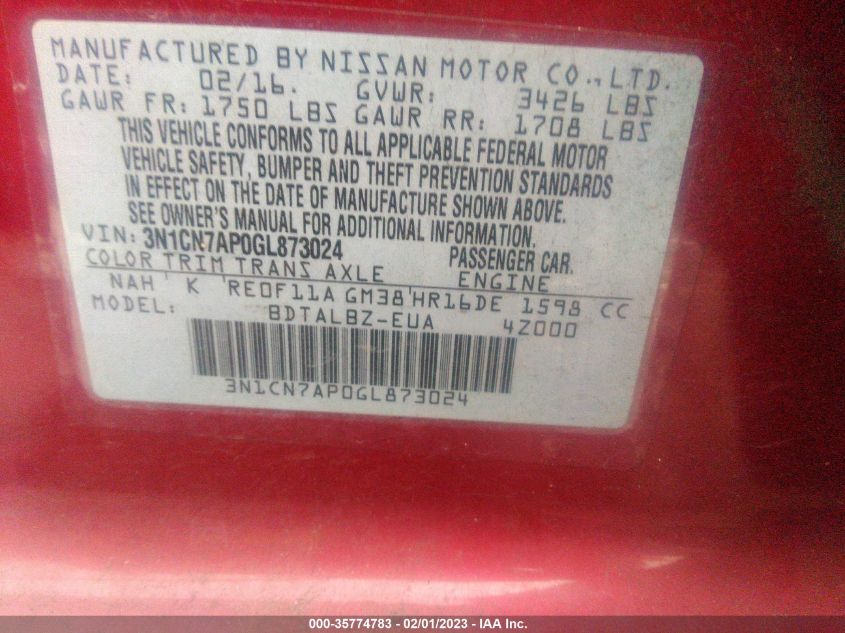 MANUFACTURED BY NISSAN MOTOR CO., LTD.
DATE: 02/16. GVWR: 3426 LBS
GAWR FR: 1750 LBS GAWR RR: 1708 LBS
THIS VEHICLE CONFORMS TO ALL APPLICABLE FEDERAL MOTOR
VEHICLE SAFETY, BUMPER AND THEFT PREVENTION STANDARDS
IN EFFECT ON THE DATE OF MANUFACTURE SHOWN ABOVE.
SEE OWNER'S MANUAL FOR ADDITIONAL INFORMATION.
VIN: 3N1CN7AP0GL873024 PASSENGER CAR.
COLOR TRIM TRANS AXLE ENGINE
NAH ' K 'RE0F11A GM38'HR16DE 1598 CC
MODEL: BDTALBZ-EUA 4Z000
3N1CN7AP0GL873024
000-35774783 - 02/01/2023 - IAA Inc.